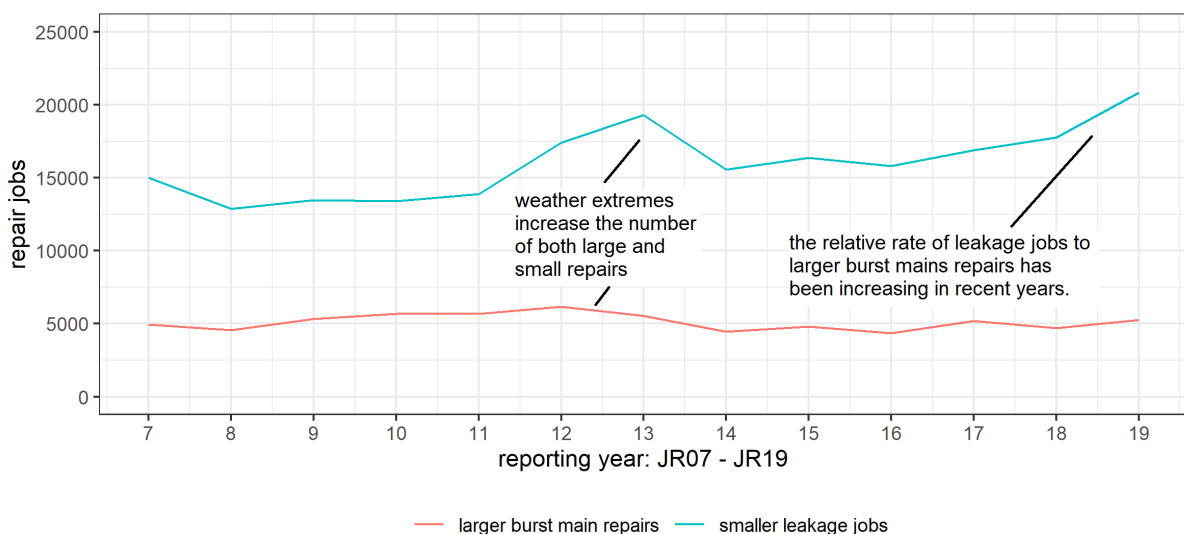 25000
20000
15000
10000
5000
0
repair jobs
weather extremes
increase the number
of both large and
small repairs
the relative rate of leakage jobs to
larger burst mains repairs has
been increasing in recent years.
7 8 9 10 11 12 13 14 15 16 17 18 19
reporting year: JR07 - JR19
larger burst main repairs smaller leakage jobs